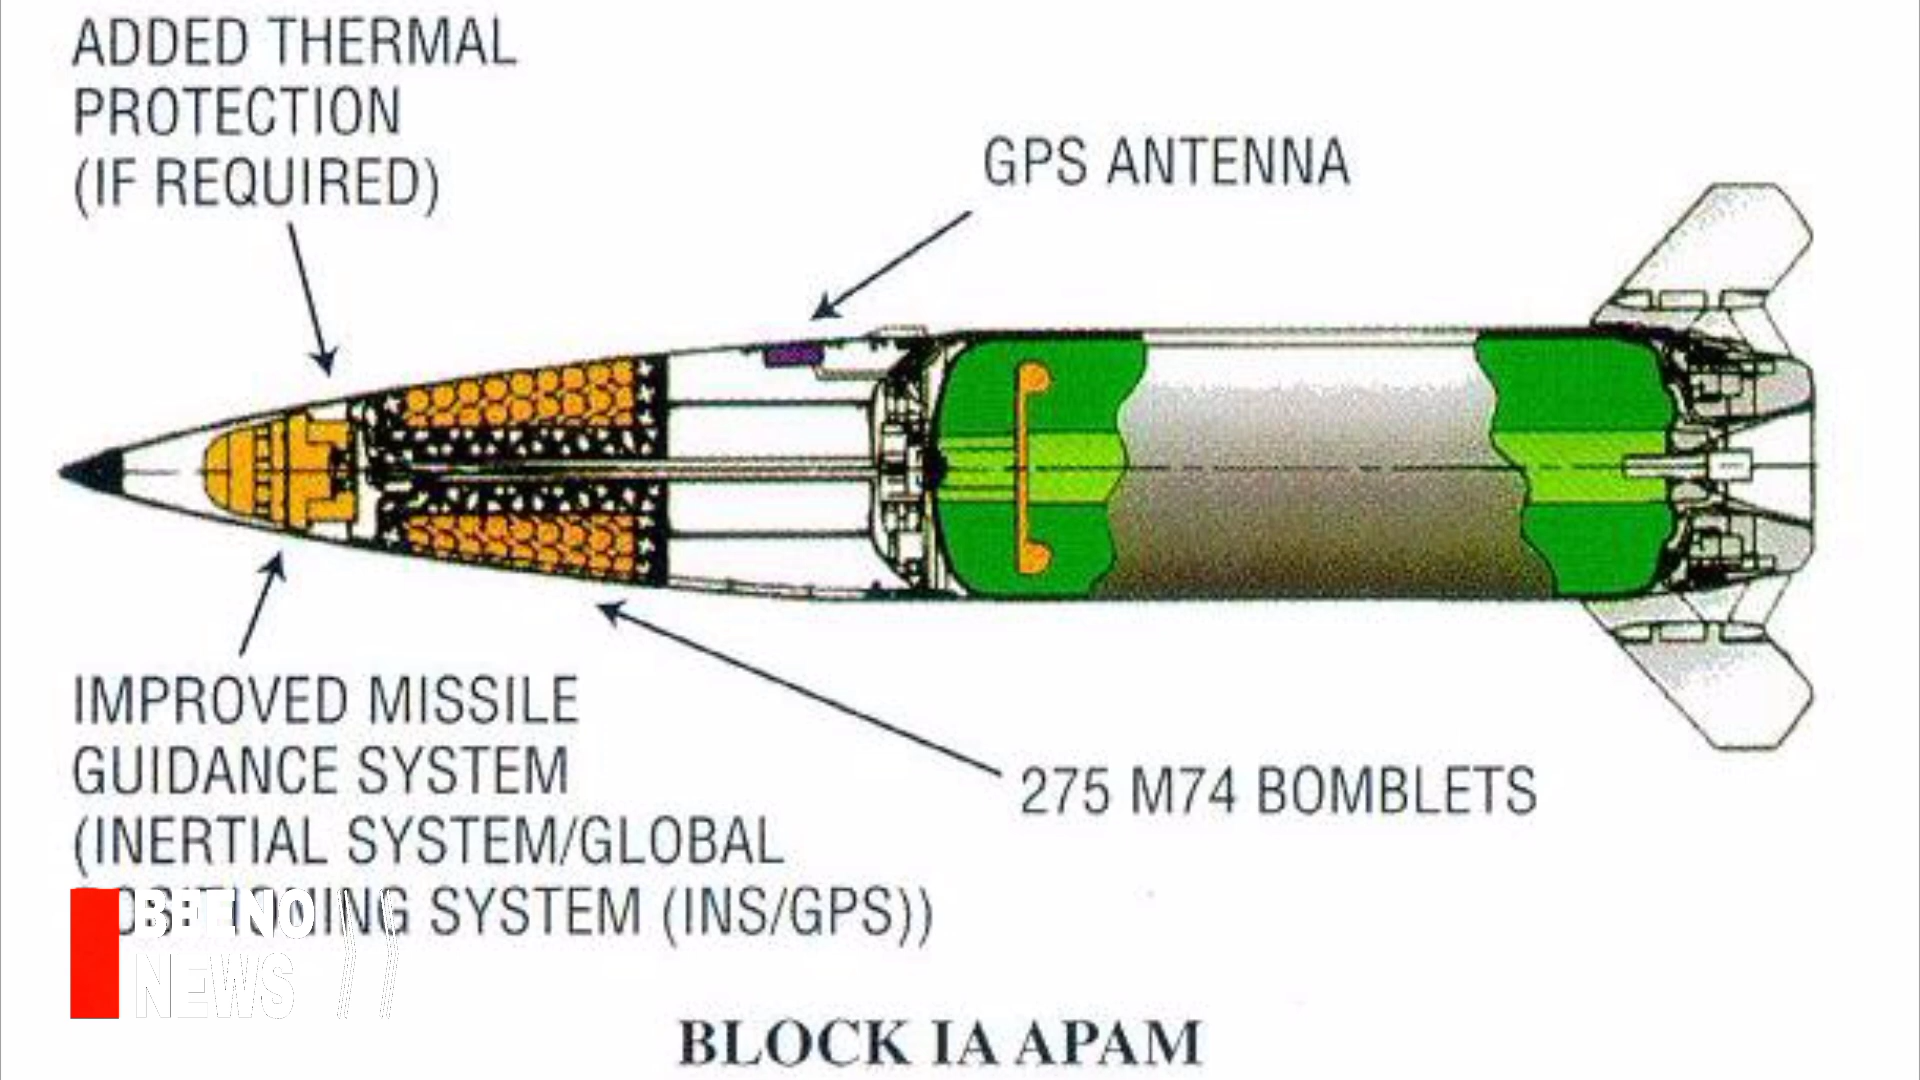 ADDED THERMAL
PROTECTION
(IF REQUIRED)
GPS ANTENNA
IMPROVED MISSILE
GUIDANCE SYSTEM
(INERTIAL SYSTEM/GLOBAL
SYSTEM (INS/GPS))
275 M74 BOMBLETS
BEENO
NEWS
BLOCK IA APAM